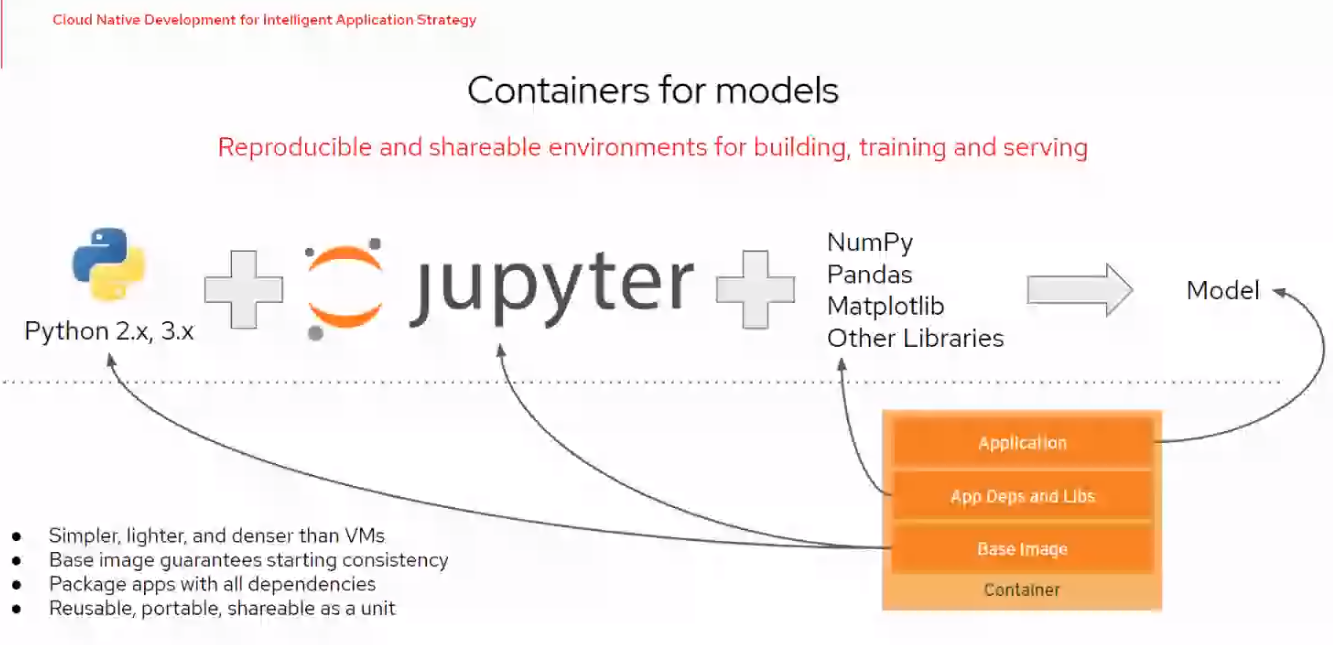 Cloud Native Development for Intelligent Application Strategy
Containers for models
Reproducible and shareable environments for building, training and serving
Python 2.x, 3.x
jupyter
NumPy
Pandas
Matplotlib
Other Libraries
Model
Application
App Deps and Libs
Base Image
Container
● Simpler, lighter, and denser than VMs
● Base image guarantees starting consistency
● Package apps with all dependencies
● Reusable, portable, shareable as a unit